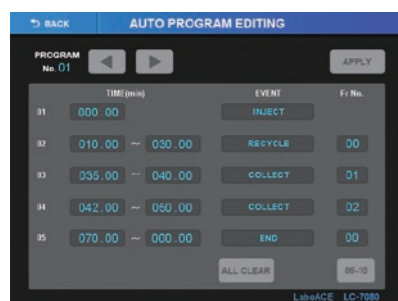 BACK AUTO PROGRAM EDITING
PROGRAM
No. 01 APPLY
TIME(min) EVENT Fr No.
01 000.00 INJECT
02 010.00 ~ 030.00 RECYCLE 00
03 035.00 ~ 040.00 COLLECT 01
04 042.00 ~ 050.00 COLLECT 02
05 070.00 ~ 000.00 END 00
ALL CLEAR 06-10
LaboACE LC-7080